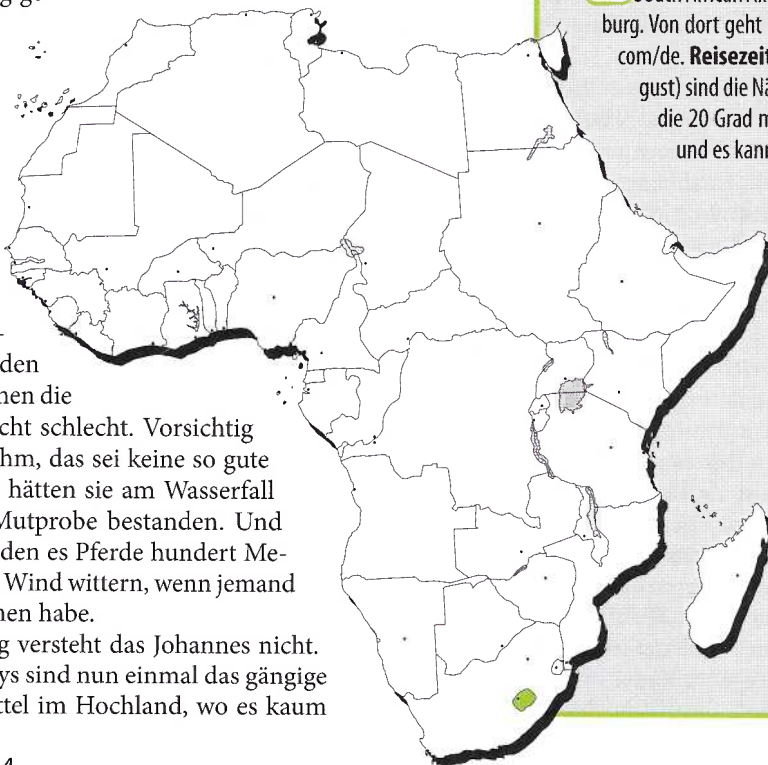 burg. Von dort geht
com/de. Reisezeit
gust) sind die Nä
die 20 Grad m
und es kann
den
nen die
cht schlecht. Vorsichtig
hm, das sei keine so gute
hätten sie am Wasserfall
Mutprobe bestanden. Und
den es Pferde hundert Me-
Wind wittern, wenn jemand
nen habe.
g versteht das Johannes nicht.
ys sind nun einmal das gängige
ttel im Hochland, wo es kaum